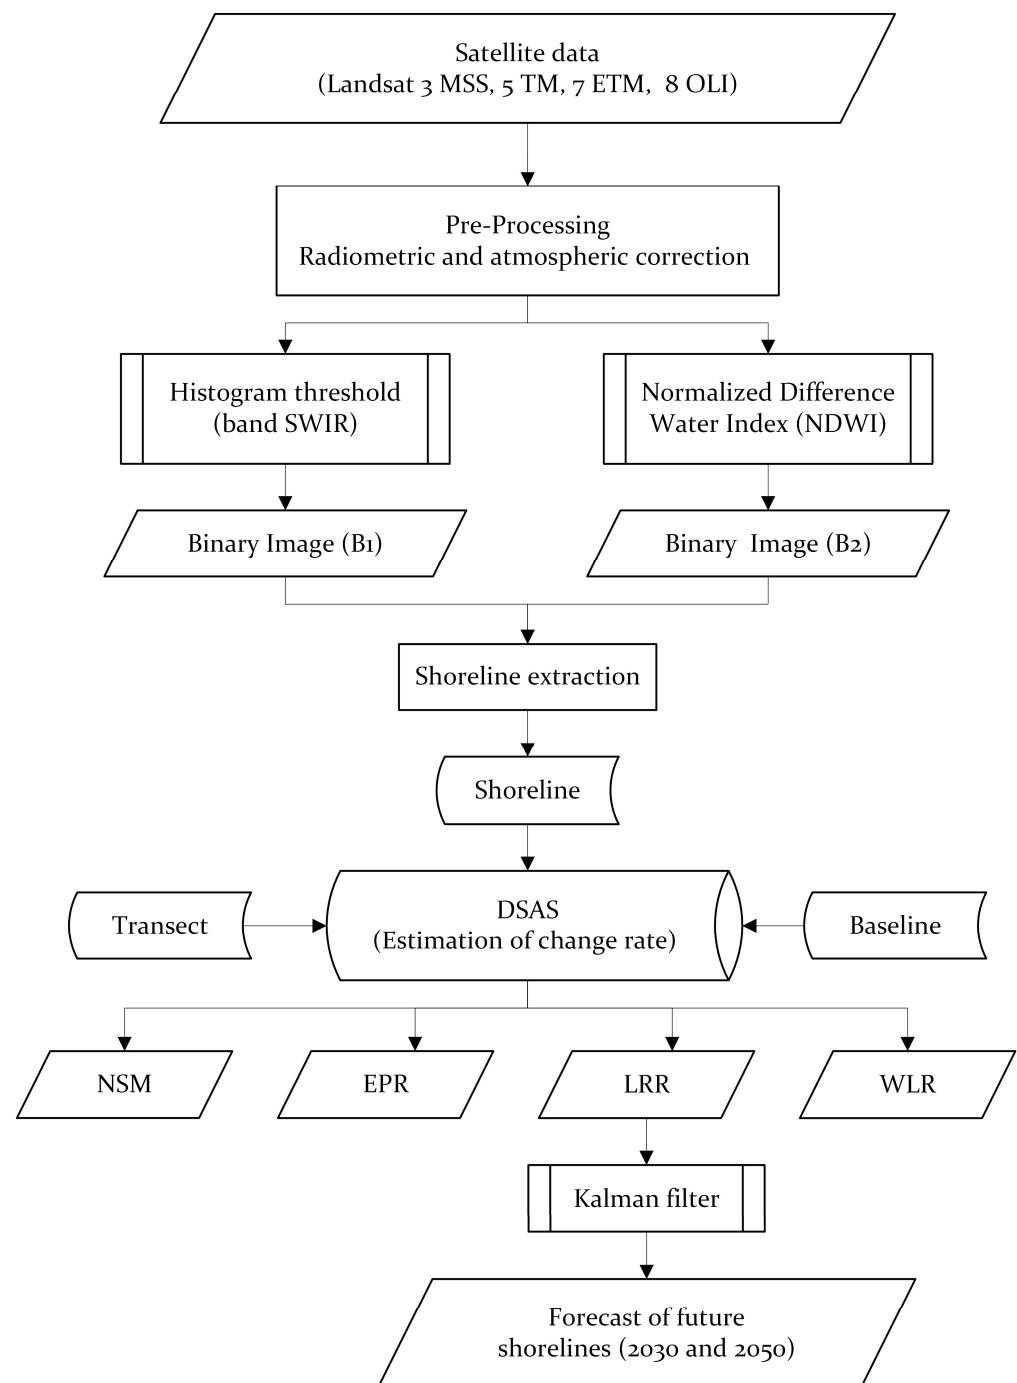 Satellite data
(Landsat 3 MSS, 5 TM, 7 ETM, 8 OLI)
Pre-Processing
Radiometric and atmospheric correction
Histogram threshold
(band SWIR)
Normalized Difference
Water Index (NDWI)
Binary Image (B1)
Binary Image (B2)
Shoreline extraction
Shoreline
Transect
DSAS
(Estimation of change rate)
Baseline
NSM
EPR
LRR
WLR
Kalman filter
Forecast of future
shorelines (2030 and 2050)